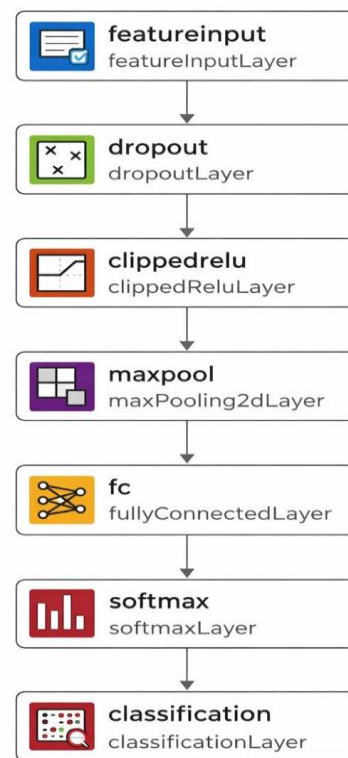 featureinput
featureInputLayer
dropout
dropoutLayer
clippedrelu
clippedReluLayer
maxpool
maxPooling2dLayer
fc
fullyConnectedLayer
softmax
softmaxLayer
classification
classificationLayer